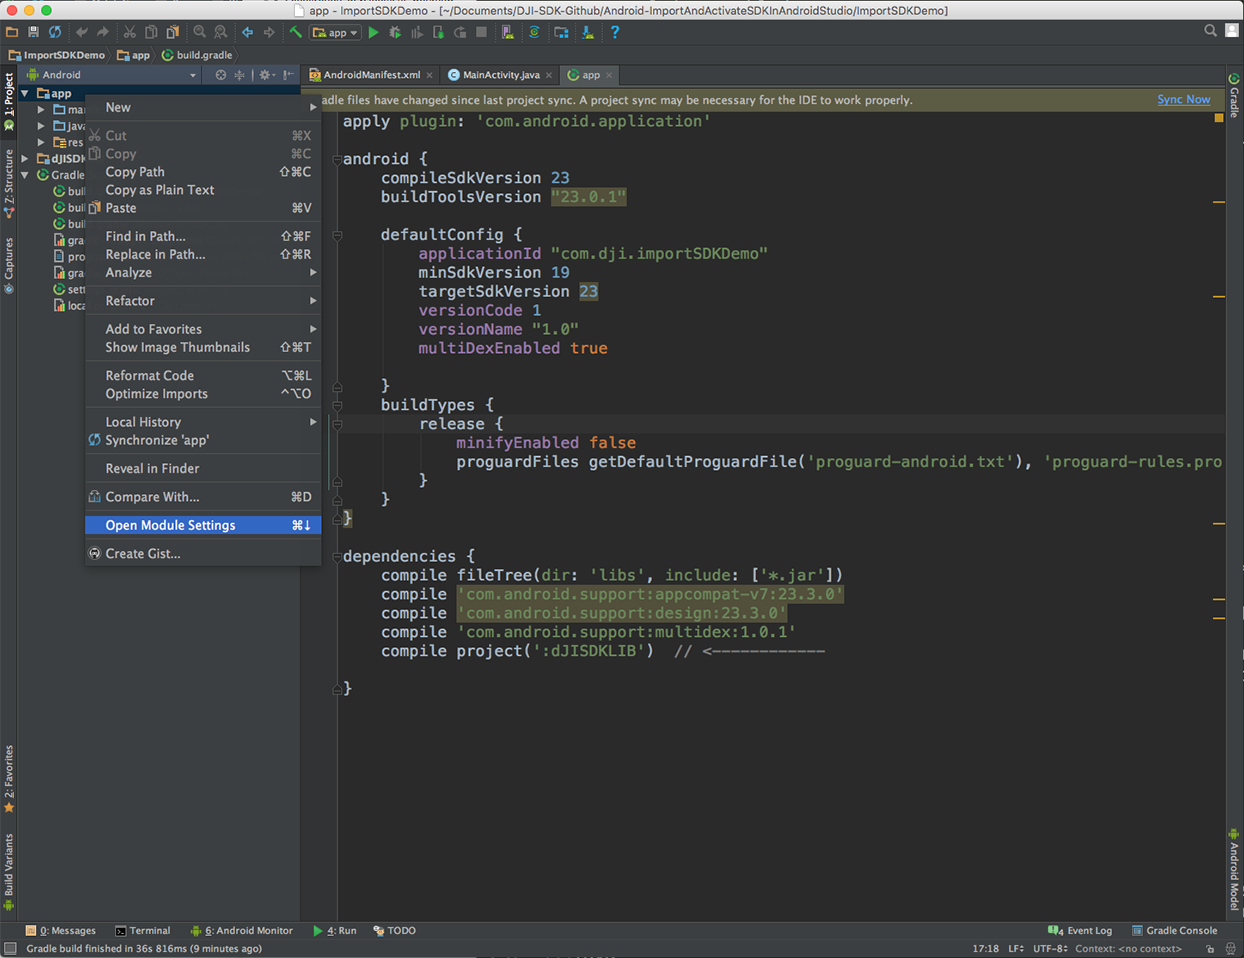 app - ImportSDKDemo - [~/Documents/DJI-SDK-Github/Android-ImportAndActivateSDKInAndroidStudio/ImportSDKDemo]
app
?
ImportSDKDemo app build.gradle
Android
AndroidManifest.xml × MainActivity.java × app ×
1: Project
Z: Structure
Captures
2: Favorites
Build Variants
app
java
res
dJISDK
Gradle
New
Cut ⌘X
Copy ⌘C
Copy Path ⇧⌘C
Copy as Plain Text
Paste ⌘V
Find in Path... ⇧⌘F
Replace in Path... ⇧⌘R
Analyze
Refactor
Add to Favorites
Show Image Thumbnails ⇧⌘T
Reformat Code ⌥⌘L
Optimize Imports ^⌥O
Local History
Synchronize 'app'
Reveal in Finder
Compare With... ⌘D
Open Module Settings ⌘↓
Create Gist...
adle files have changed since last project sync. A project sync may be necessary for the IDE to work properly. Sync Now
apply plugin: 'com.android.application'
android {
compileSdkVersion 23
buildToolsVersion "23.0.1"
defaultConfig {
applicationId "com.dji.importSDKDemo"
minSdkVersion 19
targetSdkVersion 23
versionCode 1
versionName "1.0"
multiDexEnabled true
}
buildTypes {
release {
minifyEnabled false
proguardFiles getDefaultProguardFile('proguard-android.txt'), 'proguard-rules.pro
}
}
}
dependencies {
compile fileTree(dir: 'libs', include: ['*.jar'])
compile 'com.android.support:appcompat-v7:23.3.0'
compile 'com.android.support:design:23.3.0'
compile 'com.android.support:multidex:1.0.1'
compile project(':dJISDKLIB') // <------------
}
Gradle
Android Model
0: Messages Terminal 6: Android Monitor 4: Run TODO 4 Event Log Gradle Console
Gradle build finished in 36s 816ms (9 minutes ago) 17:18 LF÷ UTF-8÷ Context: <no context>